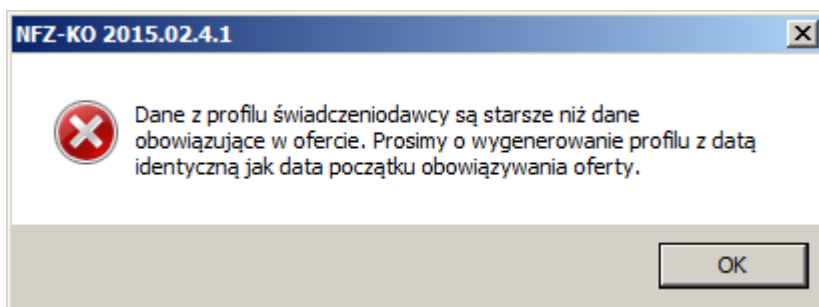 NFZ-KO 2015.02.4.1
Dane z profilu świadczeniodawcy są starsze niż dane
obowiązujące w ofercie. Prosimy o wygenerowanie profilu z datą
identyczną jak data początku obowiązywania oferty.
OK